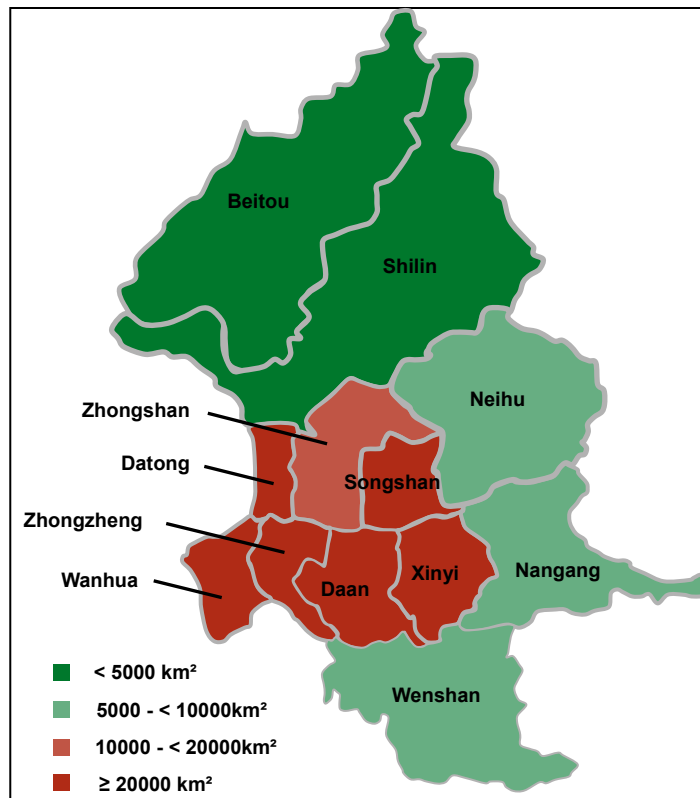 Beitou
Shilin
Neihu
Zhongshan
Datong
Songshan
Zhongzheng
Nangang
Xinyi
Wanhua
Daan
Wenshan
< 5000 km²
5000 - < 10000km²
10000 - < 20000km²
≥ 20000 km²